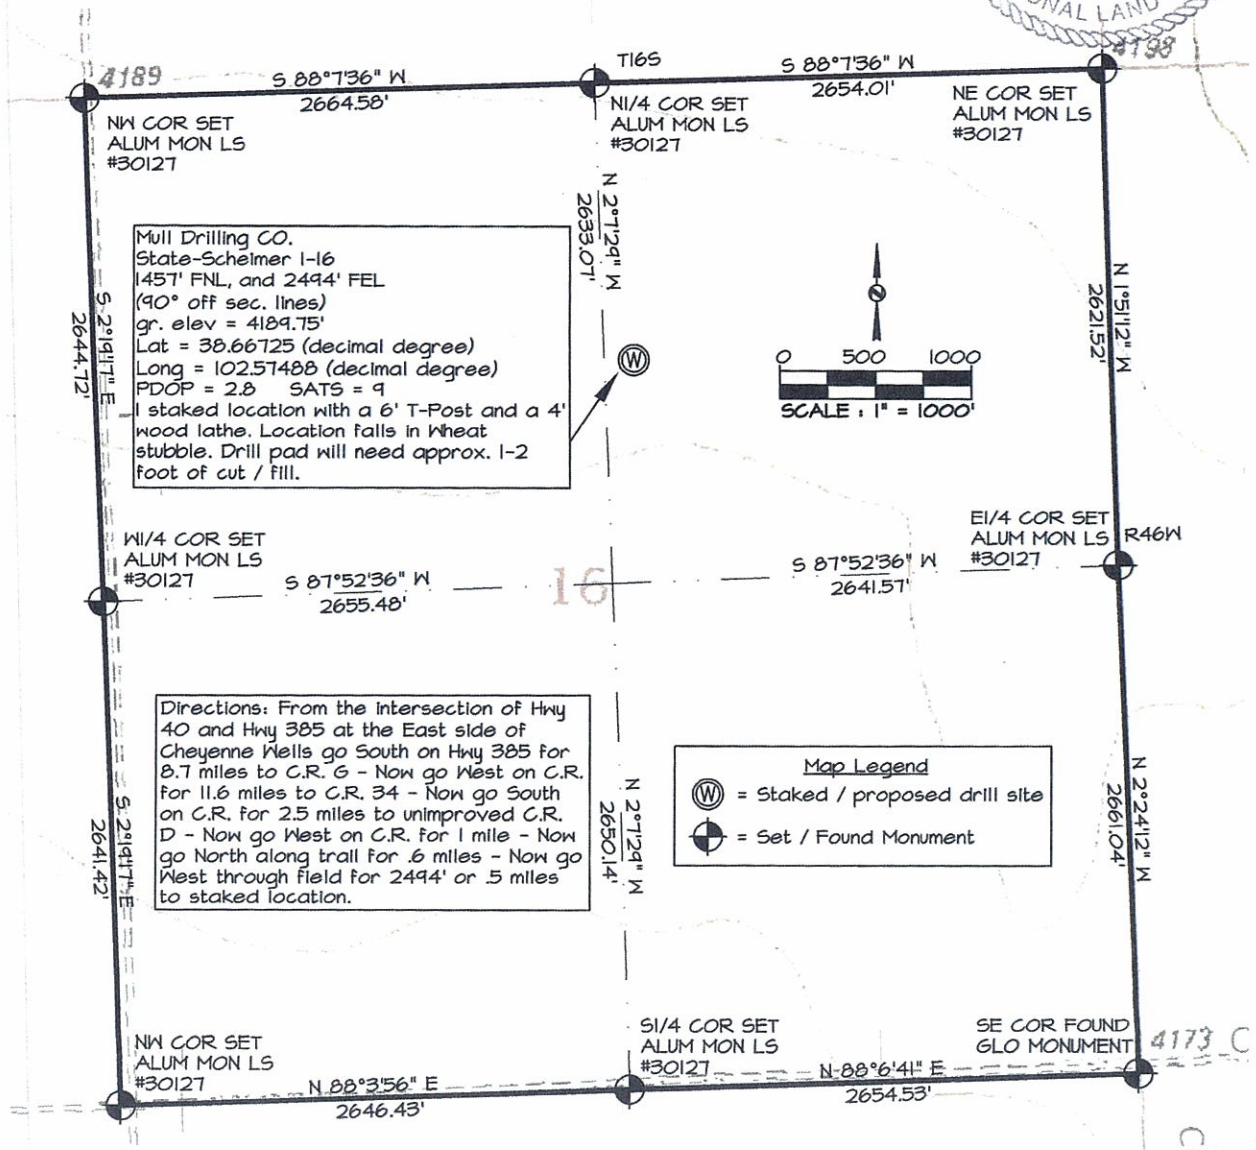 ONAL LAND
4189
S 88°7'36" W
2664.58'
T16S
S 88°7'36" W
2654.01'
4198
NW COR SET
ALUM MON LS
#30127
N1/4 COR SET
ALUM MON LS
#30127
NE COR SET
ALUM MON LS
#30127
N 2°7'29" W
2633.07'
Mull Drilling CO.
State-Scheimer 1-16
1457' FNL, and 2494' FEL
(90° off sec. lines)
gr. elev = 4189.75'
Lat = 38.66725 (decimal degree)
Long = 102.57488 (decimal degree)
PDOP = 2.8 SATS = 9
I staked location with a 6' T-Post and a 4'
wood lathe. Location falls in Wheat
stubble. Drill pad will need approx. 1-2
foot of cut / fill.
S 2°19'17" E
2644.72'
W
N
0 500 1000
SCALE : 1" = 1000'
N 1°51'12" W
2621.52'
W1/4 COR SET
ALUM MON LS
#30127
S 87°52'36" W
2655.48'
16
S 87°52'36" W
2641.57'
E1/4 COR SET
ALUM MON LS
#30127
R46W
Directions: From the intersection of Hwy
40 and Hwy 385 at the East side of
Cheyenne Wells go South on Hwy 385 for
8.7 miles to C.R. G - Now go West on C.R.
for 11.6 miles to C.R. 34 - Now go South
on C.R. for 2.5 miles to unimproved C.R.
D - Now go West on C.R. for 1 mile - Now
go North along trail for .6 miles - Now go
West through field for 2494' or .5 miles
to staked location.
S 2°19'17" E
2641.42'
N 2°7'29" W
2650.14'
Map Legend
W = Staked / proposed drill site
= Set / Found Monument
N 2°24'12" W
2661.04'
NW COR SET
ALUM MON LS
#30127
N 88°3'56" E
2646.43'
S1/4 COR SET
ALUM MON LS
#30127
N 88°6'41" E
2654.53'
SE COR FOUND
GLO MONUMENT
4173 C